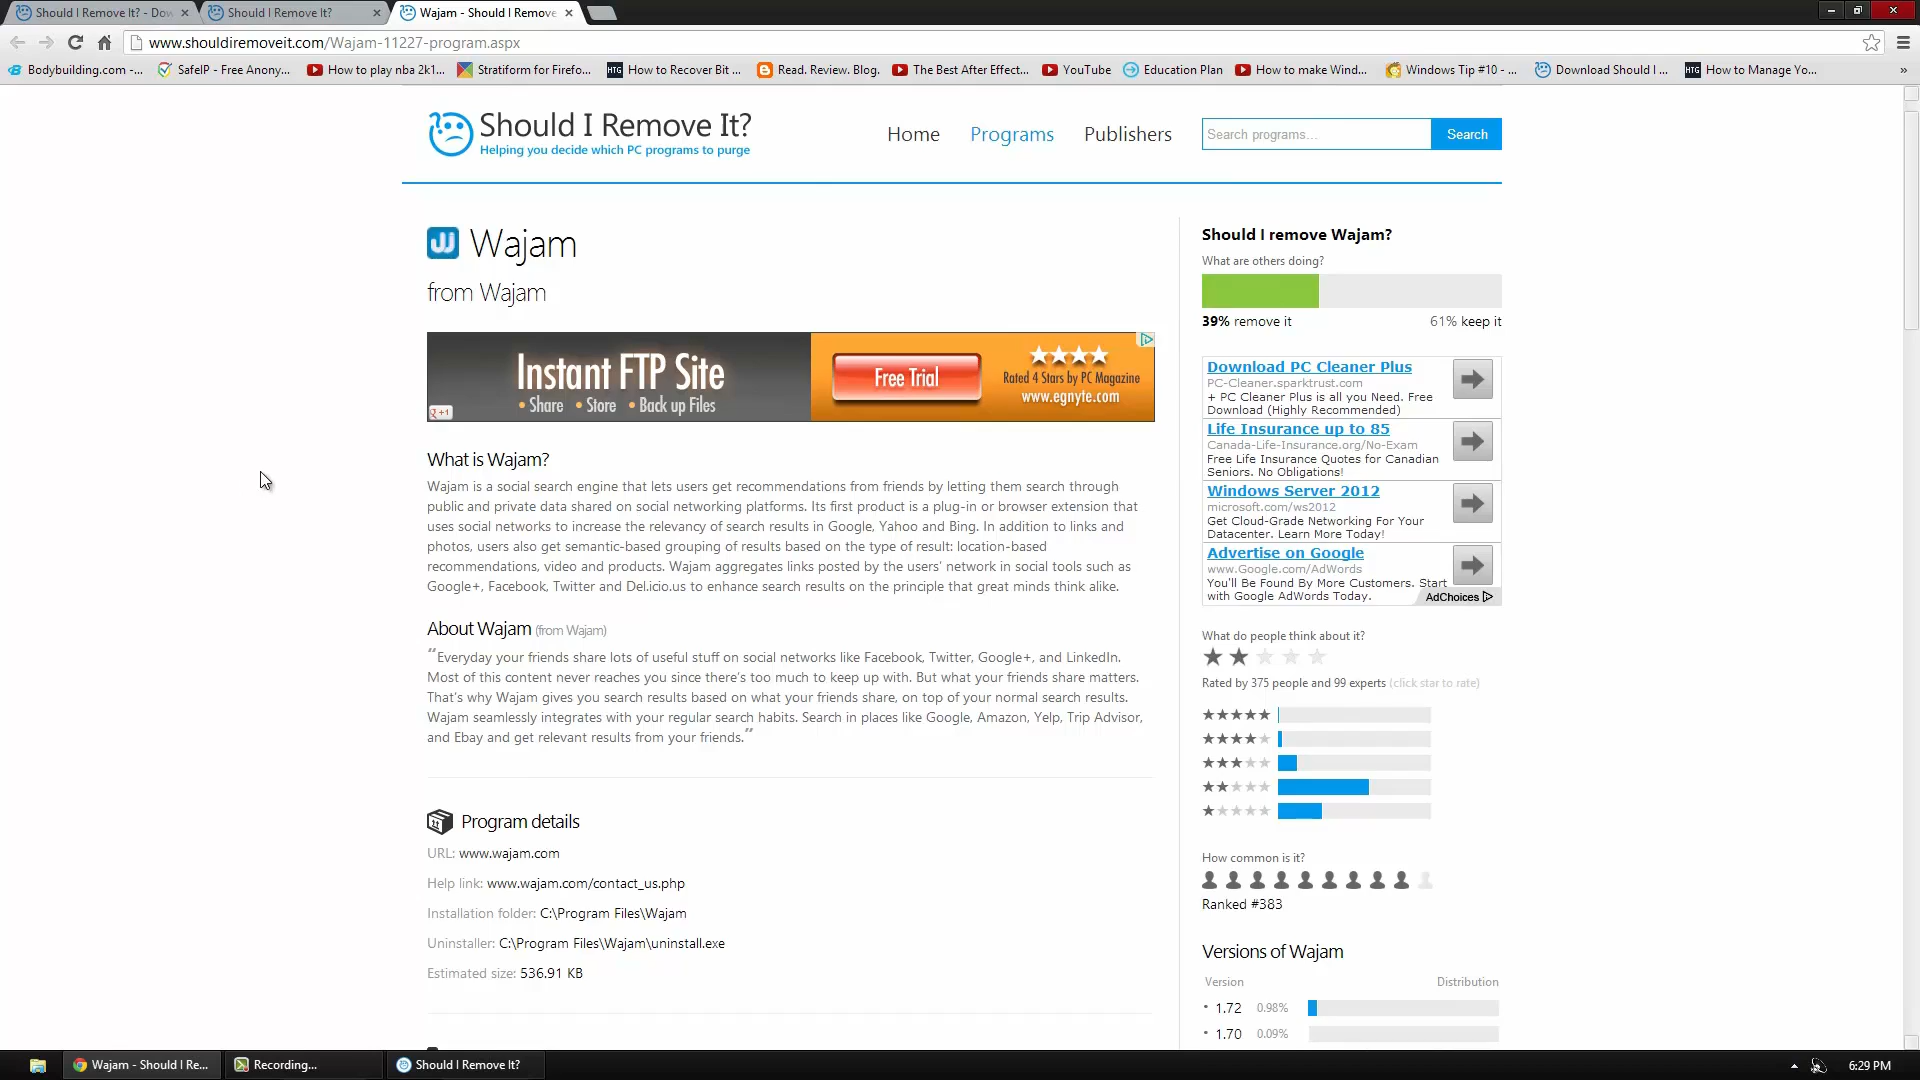 Should I Remove It? - Dow
Should I Remove It?
Wajam - Should I Remove
www.shouldiremoveit.com/Wajam-11227-program.aspx
Bodybuilding.com -...
SafeIP - Free Anony...
How to play nba 2k1...
Stratiform for Firefo...
HTG How to Recover Bit ...
Read. Review. Blog.
The Best After Effect...
YouTube
Education Plan
How to make Wind...
Windows Tip #10 - ...
Download Should I ...
HTG How to Manage Yo...
»
Should I Remove It?
Helping you decide which PC programs to purge
Home
Programs
Publishers
Search programs...
Search
Wajam
from Wajam
Instant FTP Site
• Share • Store • Back up Files
+1
Free Trial
Rated 4 Stars by PC Magazine
www.egnyte.com
What is Wajam?
Wajam is a social search engine that lets users get recommendations from friends by letting them search through
public and private data shared on social networking platforms. Its first product is a plug-in or browser extension that
uses social networks to increase the relevancy of search results in Google, Yahoo and Bing. In addition to links and
photos, users also get semantic-based grouping of results based on the type of result: location-based
recommendations, video and products. Wajam aggregates links posted by the users' network in social tools such as
Google+, Facebook, Twitter and Del.icio.us to enhance search results on the principle that great minds think alike.
About Wajam (from Wajam)
“Everyday your friends share lots of useful stuff on social networks like Facebook, Twitter, Google+, and LinkedIn.
Most of this content never reaches you since there's too much to keep up with. But what your friends share matters.
That's why Wajam gives you search results based on what your friends share, on top of your normal search results.
Wajam seamlessly integrates with your regular search habits. Search in places like Google, Amazon, Yelp, Trip Advisor,
and Ebay and get relevant results from your friends.”
Program details
URL: www.wajam.com
Help link: www.wajam.com/contact_us.php
Installation folder: C:\Program Files\Wajam
Uninstaller: C:\Program Files\Wajam\uninstall.exe
Estimated size: 536.91 KB
Should I remove Wajam?
What are others doing?
39% remove it
61% keep it
Download PC Cleaner Plus
PC-Cleaner.sparktrust.com
+ PC Cleaner Plus is all you Need. Free
Download (Highly Recommended)
Life Insurance up to 85
Canada-Life-Insurance.org/No-Exam
Free Life Insurance Quotes for Canadian
Seniors. No Obligations!
Windows Server 2012
microsoft.com/ws2012
Get Cloud-Grade Networking For Your
Datacenter. Learn More Today!
Advertise on Google
www.Google.com/AdWords
You'll Be Found By More Customers. Start
with Google AdWords Today.
AdChoices
What do people think about it?
Rated by 375 people and 99 experts (click star to rate)
How common is it?
Ranked #383
Versions of Wajam
Version
Distribution
• 1.72 0.98%
• 1.70 0.09%
Wajam - Should I Re...
Recording...
Should I Remove It?
6:29 PM